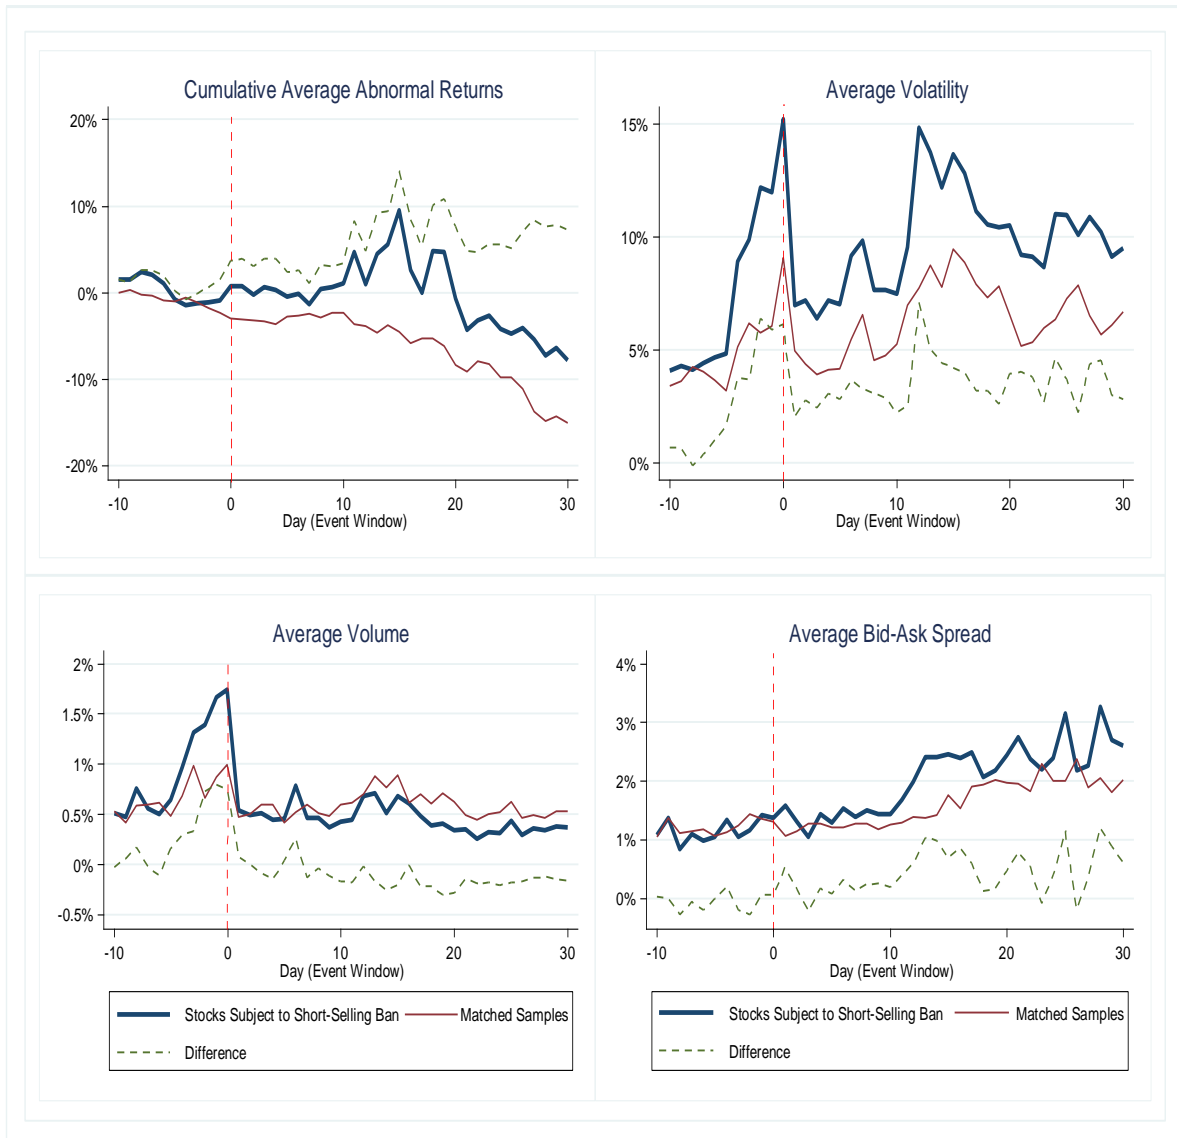 Cumulative Average Abnormal Returns
20%
10%
0%
-10%
-20%
-10 0 10 20 30
Day (Event Window)
Average Volatility
15%
10%
5%
0%
-10 0 10 20 30
Day (Event Window)
Average Volume
2%
1.5%
1%
0.5%
0%
-0.5%
-10 0 10 20 30
Day (Event Window)
Stocks Subject to Short-Selling Ban Matched Samples
Difference
Average Bid-Ask Spread
4%
3%
2%
1%
0%
-10 0 10 20 30
Day (Event Window)
Stocks Subject to Short-Selling Ban Matched Samples
Difference